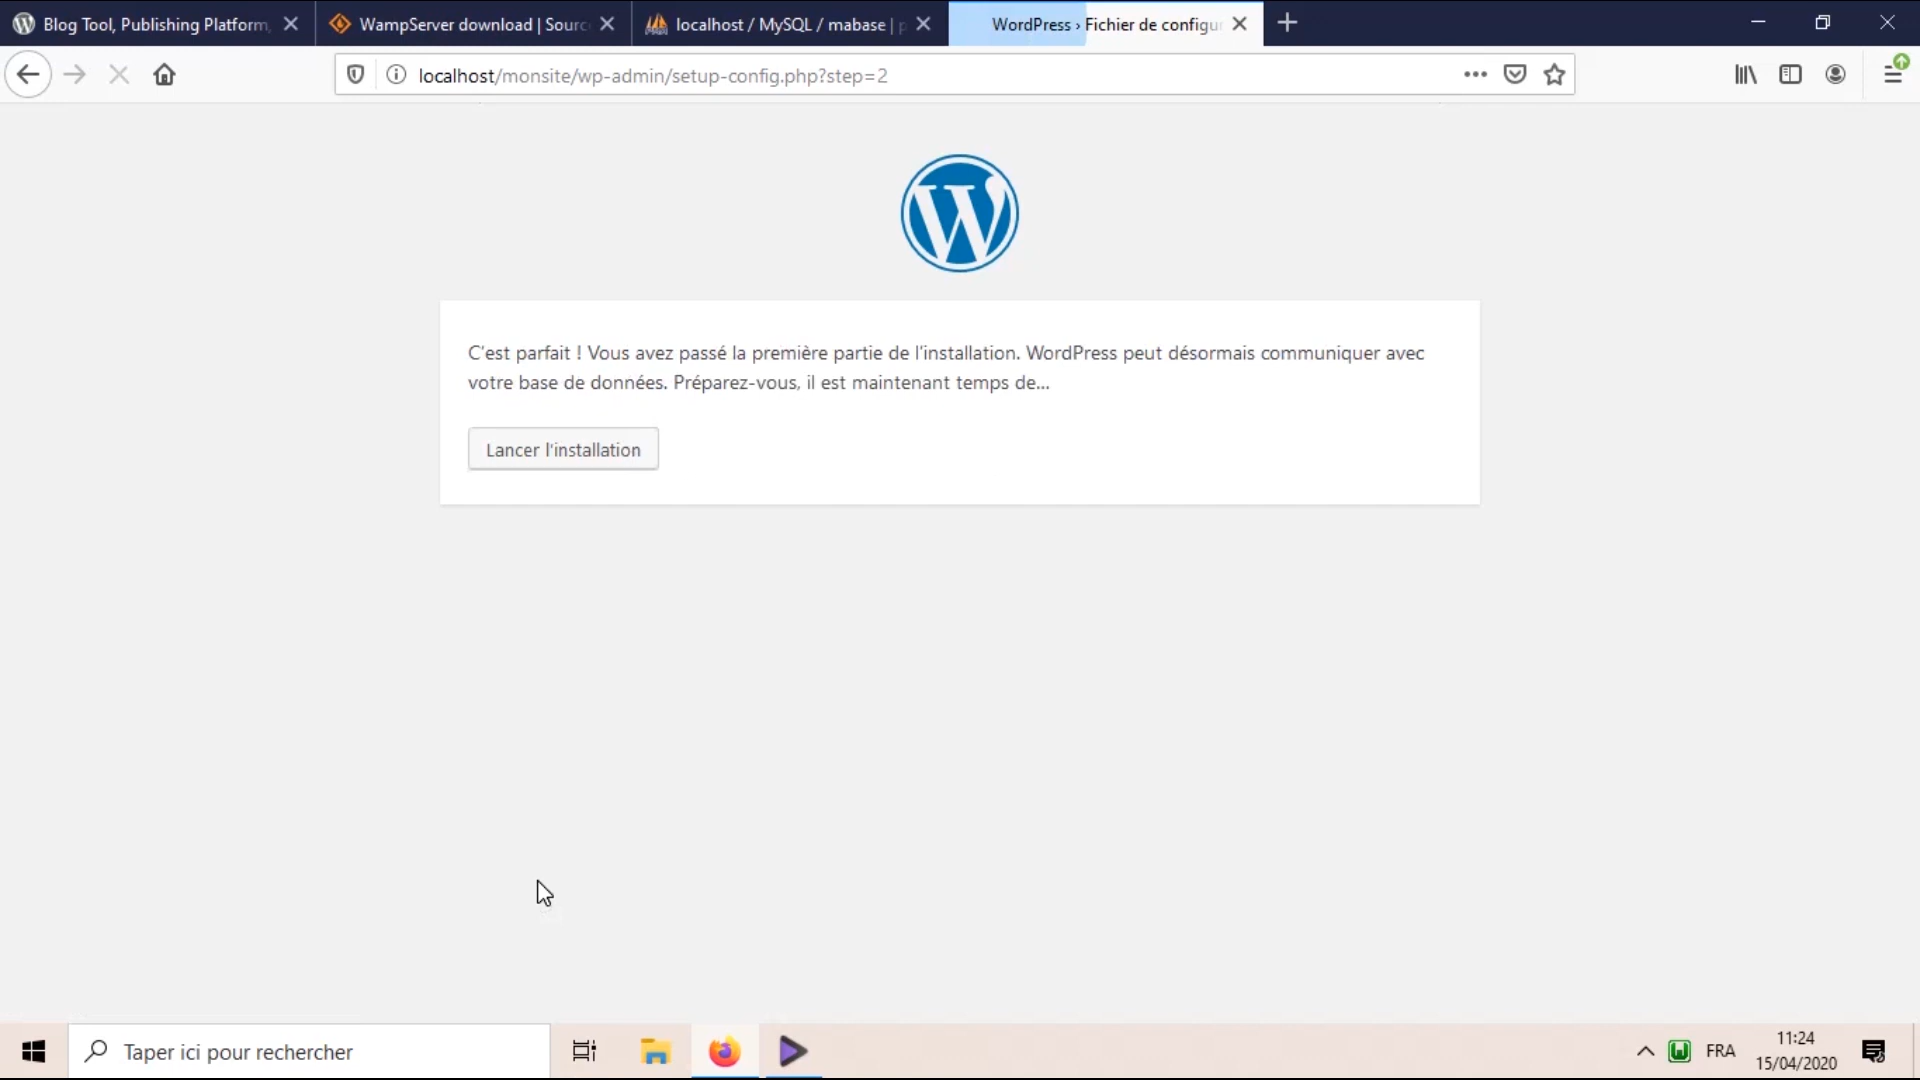 Blog Tool, Publishing Platform,
WampServer download | Sourc
localhost / MySQL / mabase | p
WordPress › Fichier de configur
localhost/monsite/wp-admin/setup-config.php?step=2
C'est parfait ! Vous avez passé la première partie de l'installation. WordPress peut désormais communiquer avec
votre base de données. Préparez-vous, il est maintenant temps de...
Lancer l'installation
Taper ici pour rechercher
FRA
11:24
15/04/2020